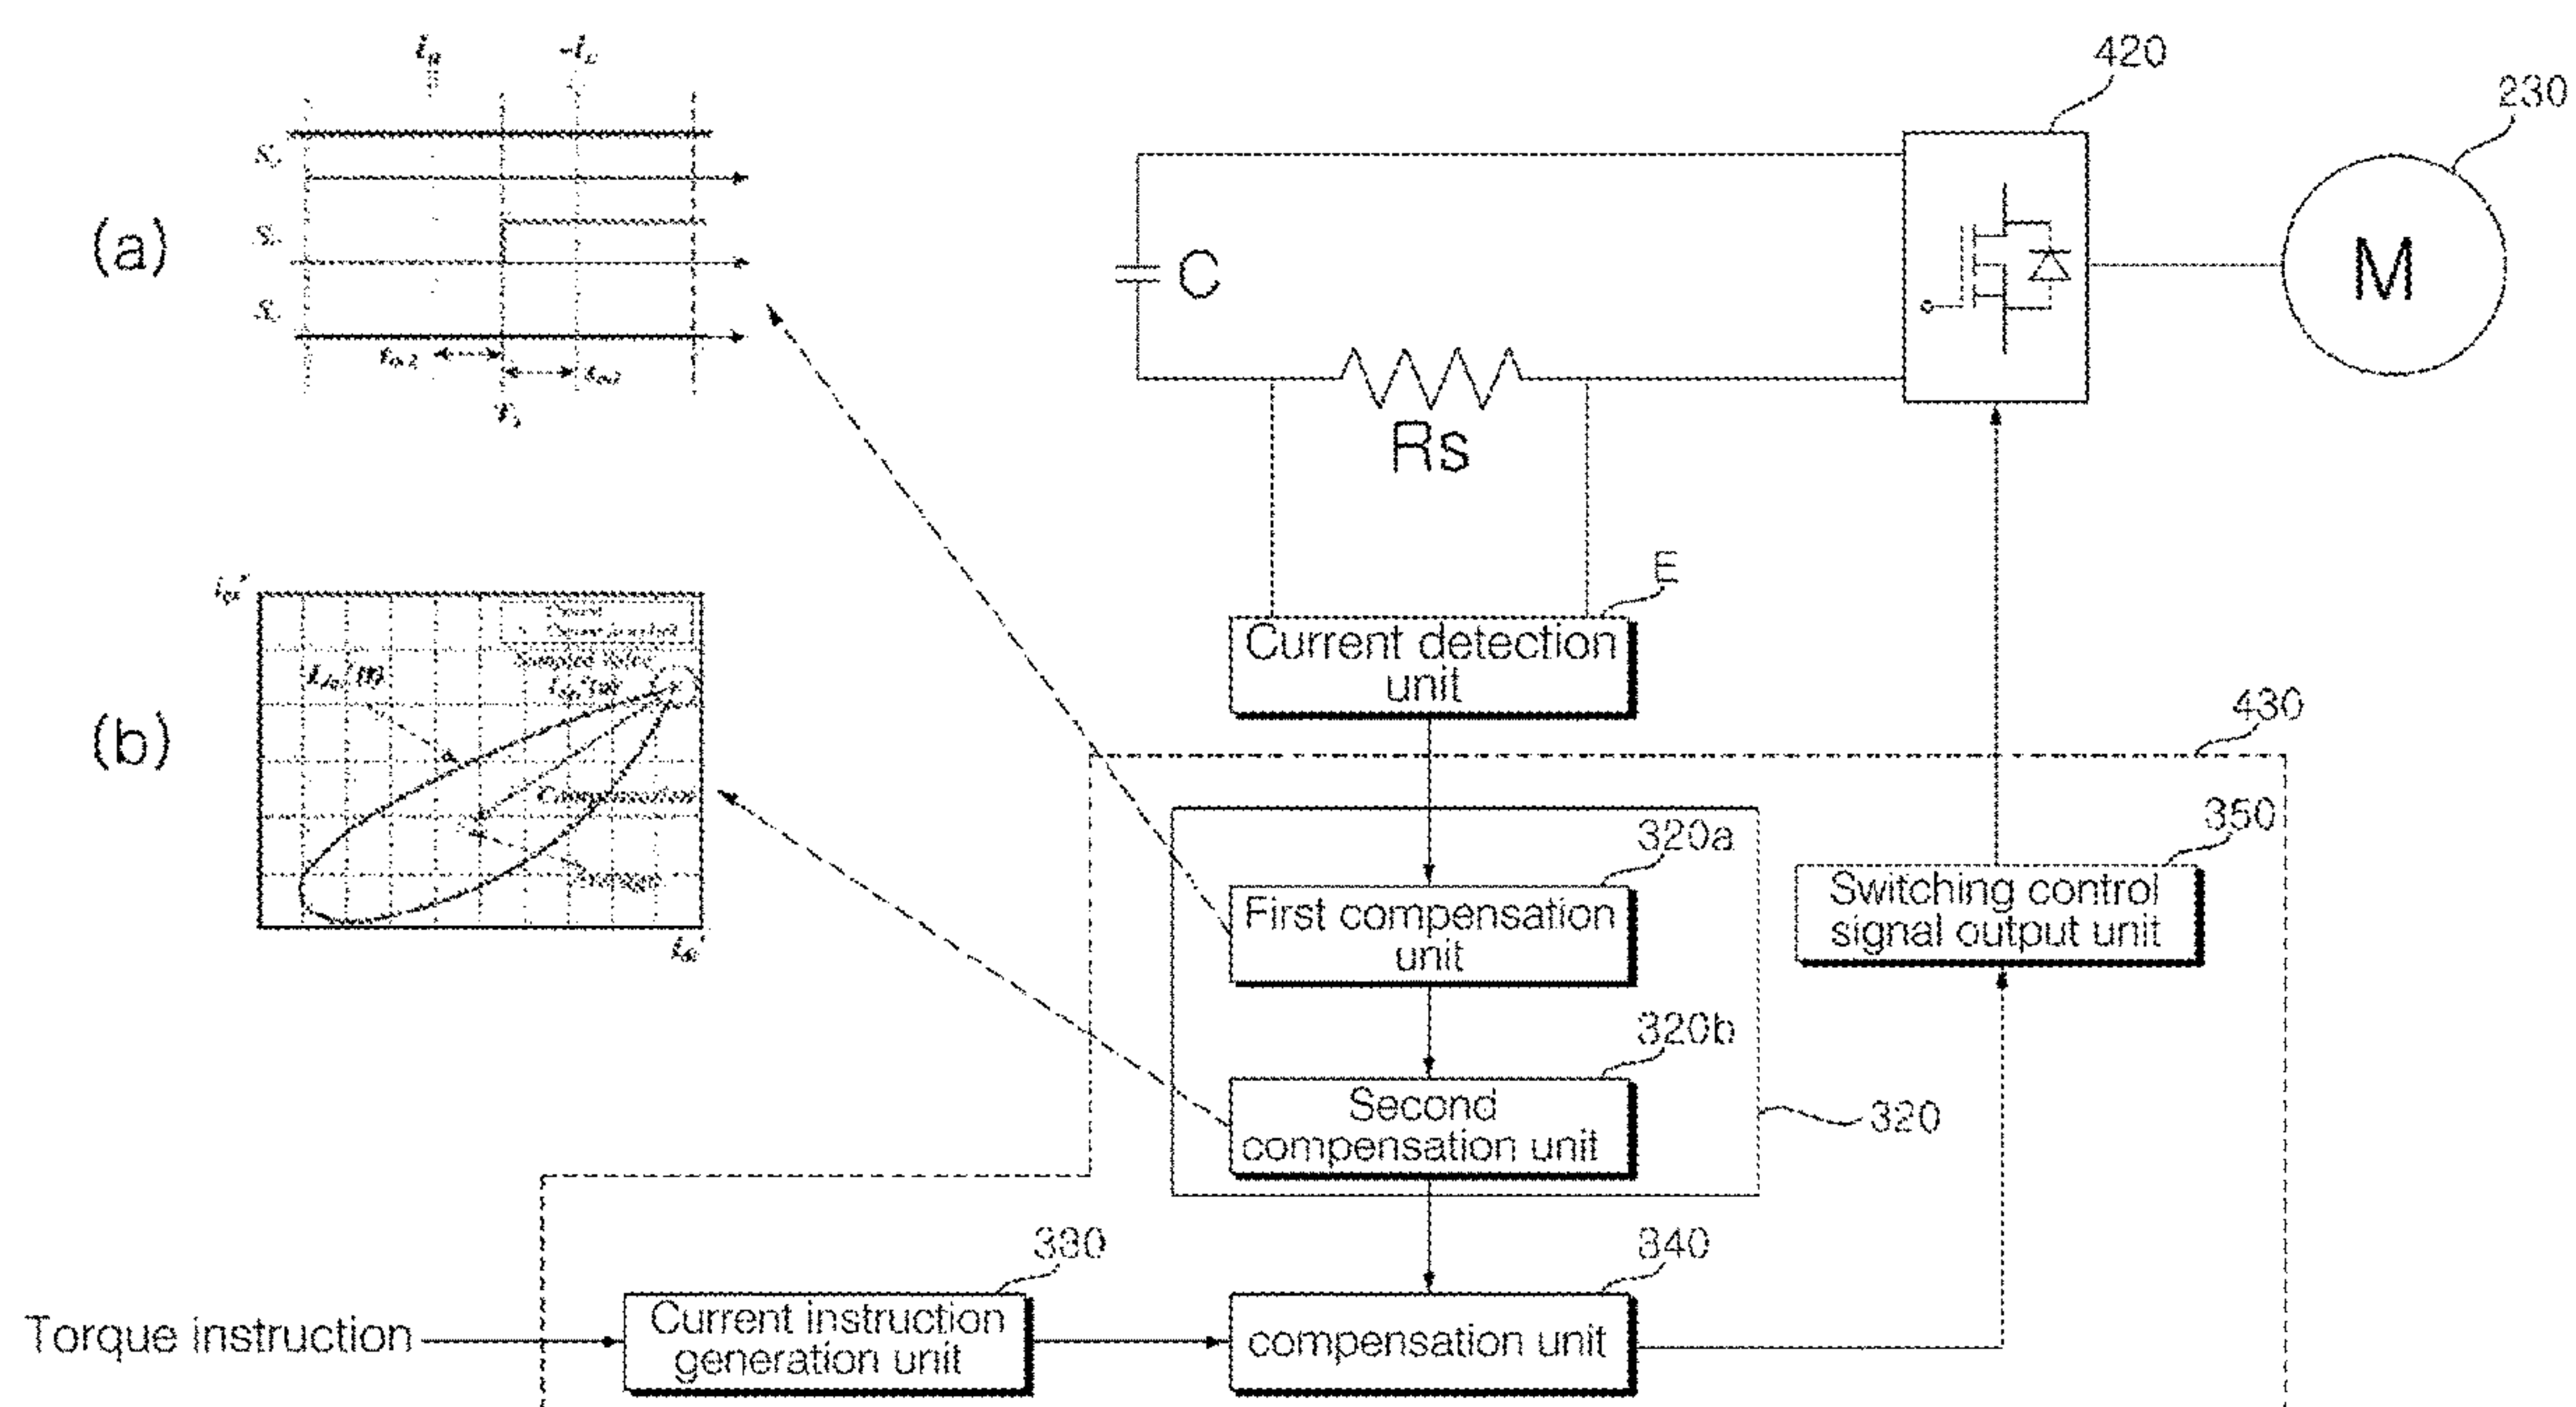 420
230
(a)
C
M
Rs
E
Current detection
unit
(b)
430
350
320a
First compensation
unit
Switching control
signal output unit
320b
Second
compensation unit
320
330
340
Torque instruction
Current instruction
generation unit
compensation unit